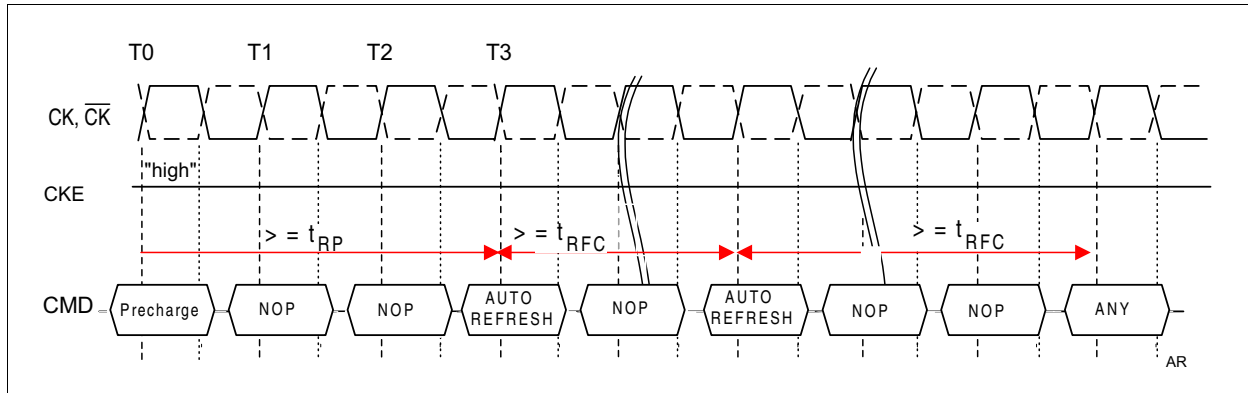 T0 T1 T2 T3
CK, CK
"high"
CKE
> = tRP > = tRFC > = tRFC
CMD Precharge NOP NOP AUTO REFRESH NOP AUTO REFRESH NOP NOP ANY
AR